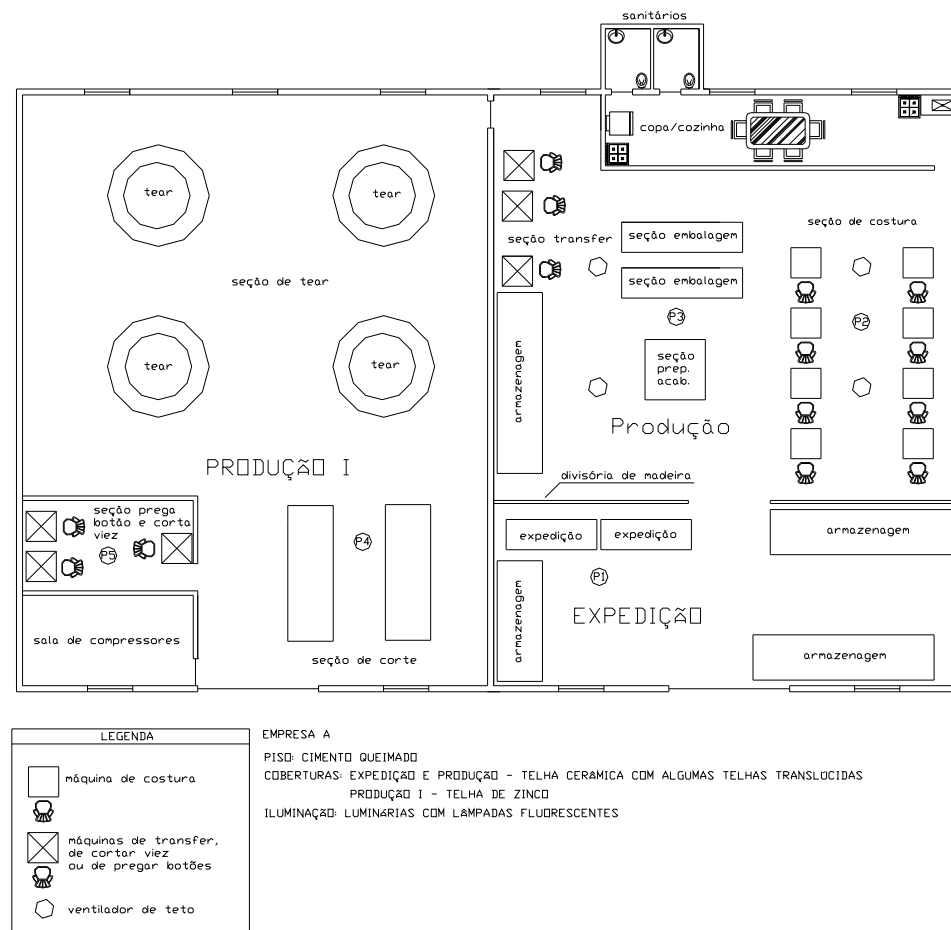 sanitários
copa/cozinha
tear
tear
seção transfer
seção embalagem
seção de costura
seção de tear
seção embalagem
P3
P2
armazenagem
seção
prep.
acab.
tear
tear
Produção
PRODUÇÃO I
divisória de madeira
seção prega
botão e corta
viez
P5
P4
expedição
expedição
armazenagem
P1
EXPEDIÇÃO
armazenagem
sala de compressores
seção de corte
armazenagem
LEGENDA
máquina de costura
máquinas de transfer,
de cortar viez
ou de pregar botões
ventilador de teto
EMPRESA A
PISO: CIMENTO QUEIMADO
COBERTURAS: EXPEDIÇÃO E PRODUÇÃO - TELHA CERÂMICA COM ALGUMAS TELHAS TRANSLÚCIDAS
PRODUÇÃO I - TELHA DE ZINCO
ILUMINAÇÃO: LUMINÁRIAS COM LÂMPADAS FLUORESCENTES